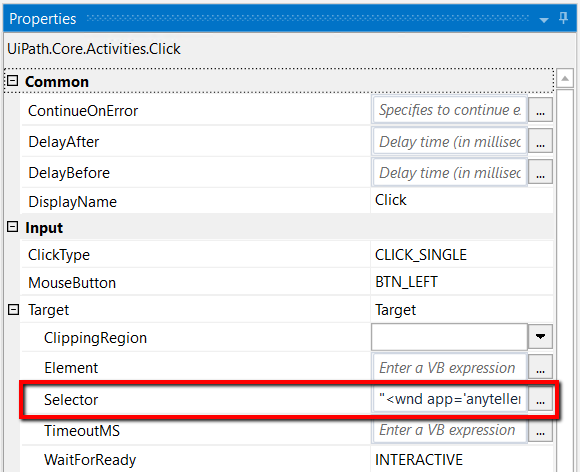 Properties
UiPath.Core.Activities.Click
Common
ContinueOnError Specifies to continue e. ...
DelayAfter Delay time (in millisec ...
DelayBefore Delay time (in millisec ...
DisplayName Click
Input
ClickType CLICK_SINGLE
MouseButton BTN_LEFT
Target Target
ClippingRegion
Element Enter a VB expression ...
Selector "<wnd app='anyteller ...
TimeoutMS Enter a VB expression ...
WaitForReady INTERACTIVE